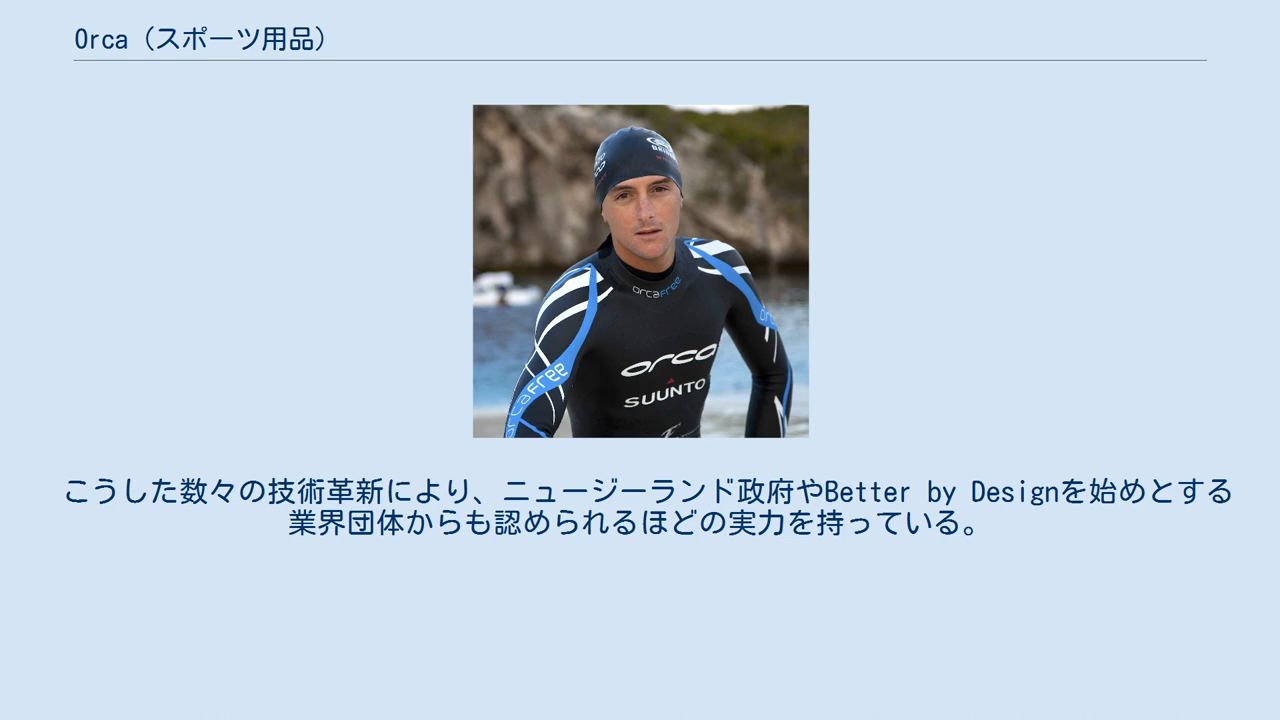 Orca（スポーツ用品）
orcafree
orca
SUUNTO
orcaFree
こうした数々の技術革新により、ニュージーランド政府やBetter by Designを始めとする
業界団体からも認められるほどの実力を持っている。